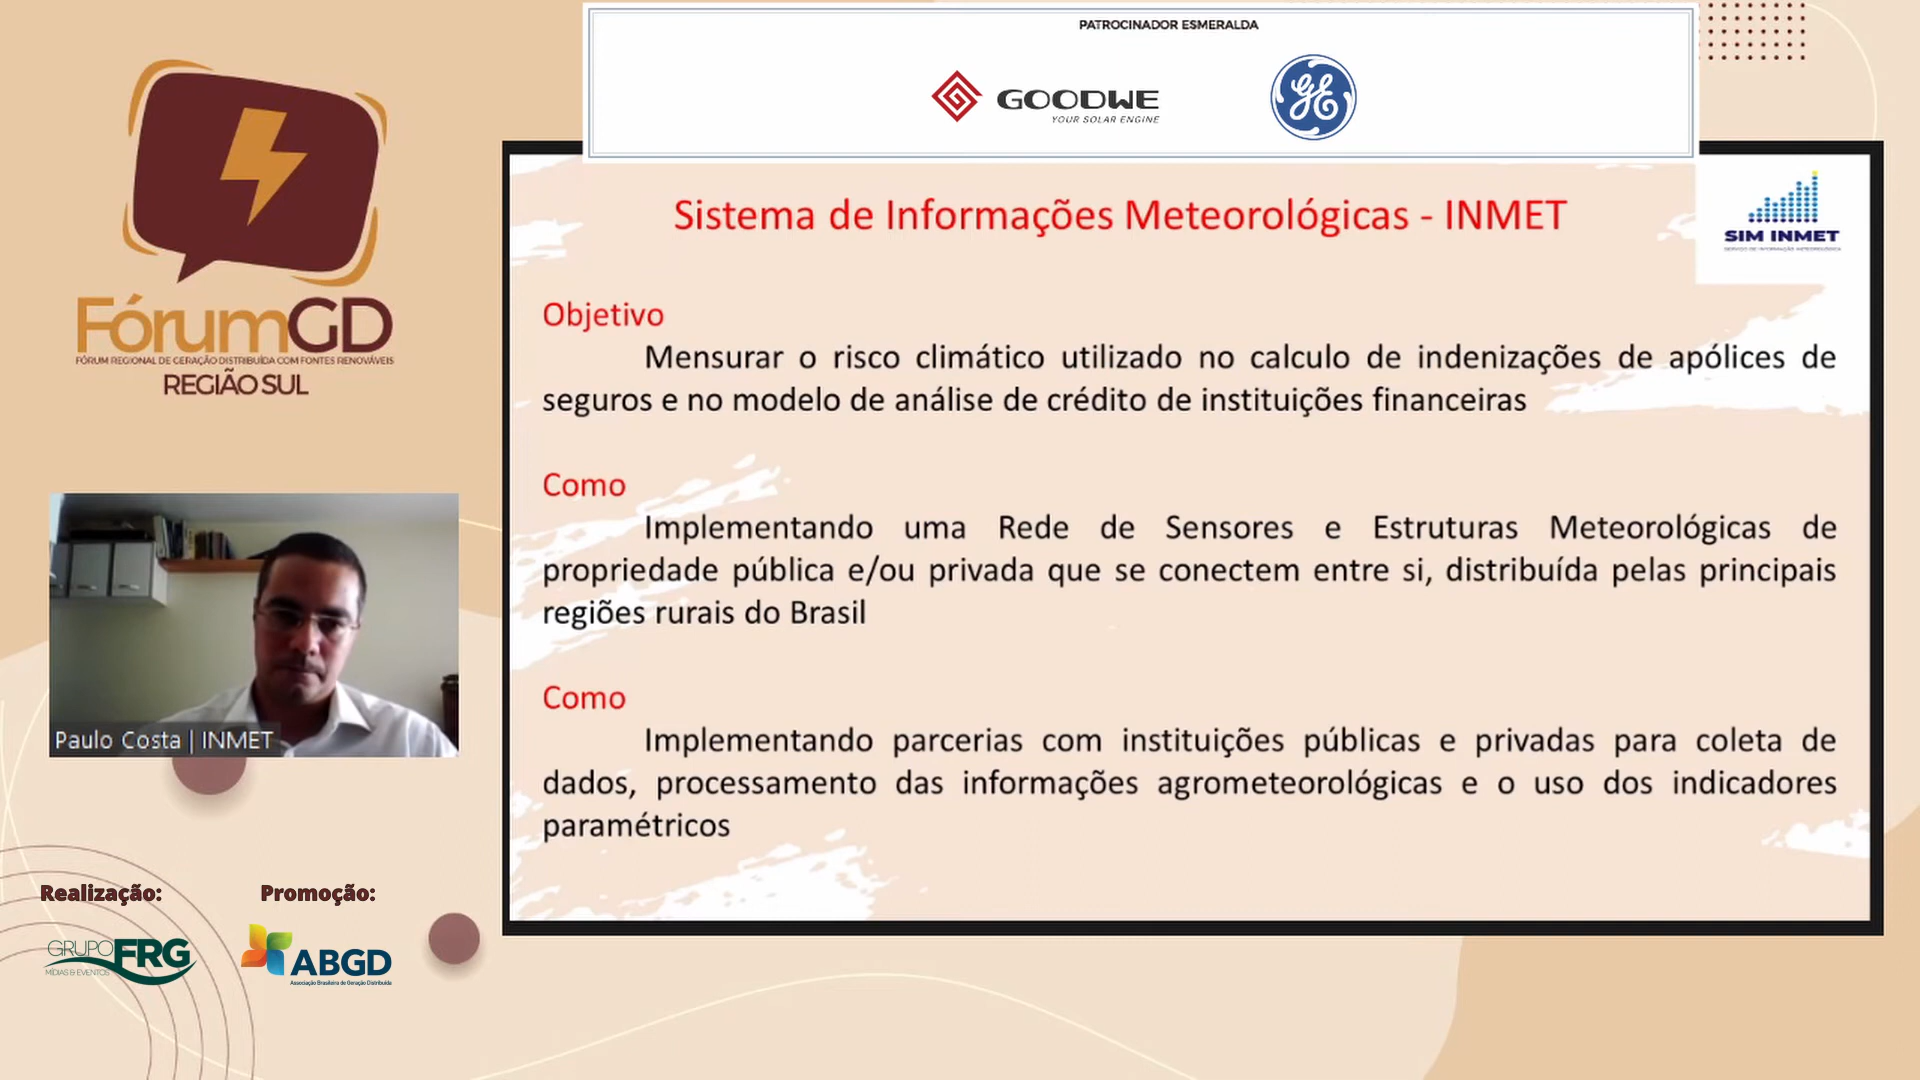 PATROCINADOR ESMERALDA
GOODWE
YOUR SOLAR ENGINE
GE
FórumGD
FÓRUM REGIONAL DE GERAÇÃO DISTRIBUÍDA COM FONTES RENOVÁVEIS
REGIÃO SUL
Sistema de Informações Meteorológicas - INMET
SIM INMET
SERVIÇO DE INFORMAÇÃO METEOROLÓGICA
Objetivo
Mensurar o risco climático utilizado no calculo de indenizações de apólices de
seguros e no modelo de análise de crédito de instituições financeiras
Como
Implementando uma Rede de Sensores e Estruturas Meteorológicas de
propriedade pública e/ou privada que se conectem entre si, distribuída pelas principais
regiões rurais do Brasil
Como
Implementando parcerias com instituições públicas e privadas para coleta de
dados, processamento das informações agrometeorológicas e o uso dos indicadores
paramétricos
Paulo Costa | INMET
Realização:
Promoção:
GRUPO FRG
MÍDIAS & EVENTOS
ABGD
Associação Brasileira de Geração Distribuída